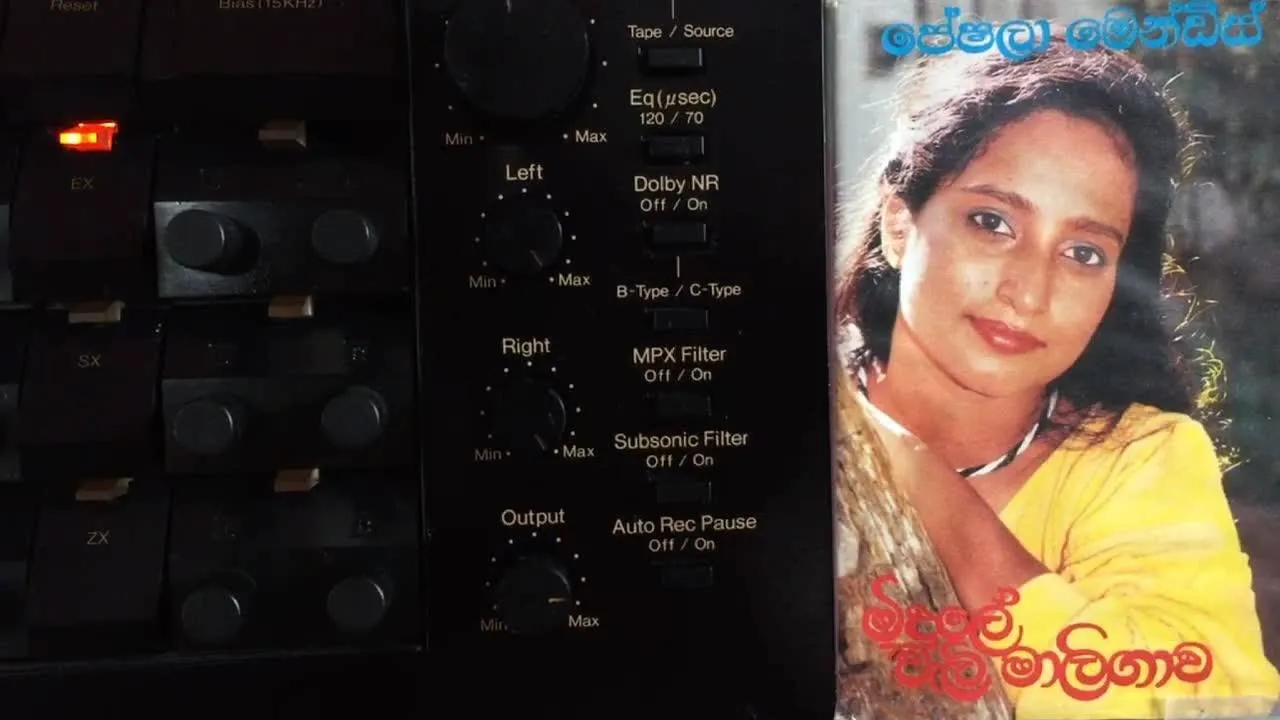 Reset
Bias(15KHz)
EX
SX
ZX
Min
Max
Left
Min
Max
Right
Min
Max
Output
Min
Max
Tape / Source
Eq(μsec)
120 / 70
Dolby NR
Off / On
B-Type / C-Type
MPX Filter
Off / On
Subsonic Filter
Off / On
Auto Rec Pause
Off / On
පේෂලා මෙන්ඩිස්
මාලිගාව